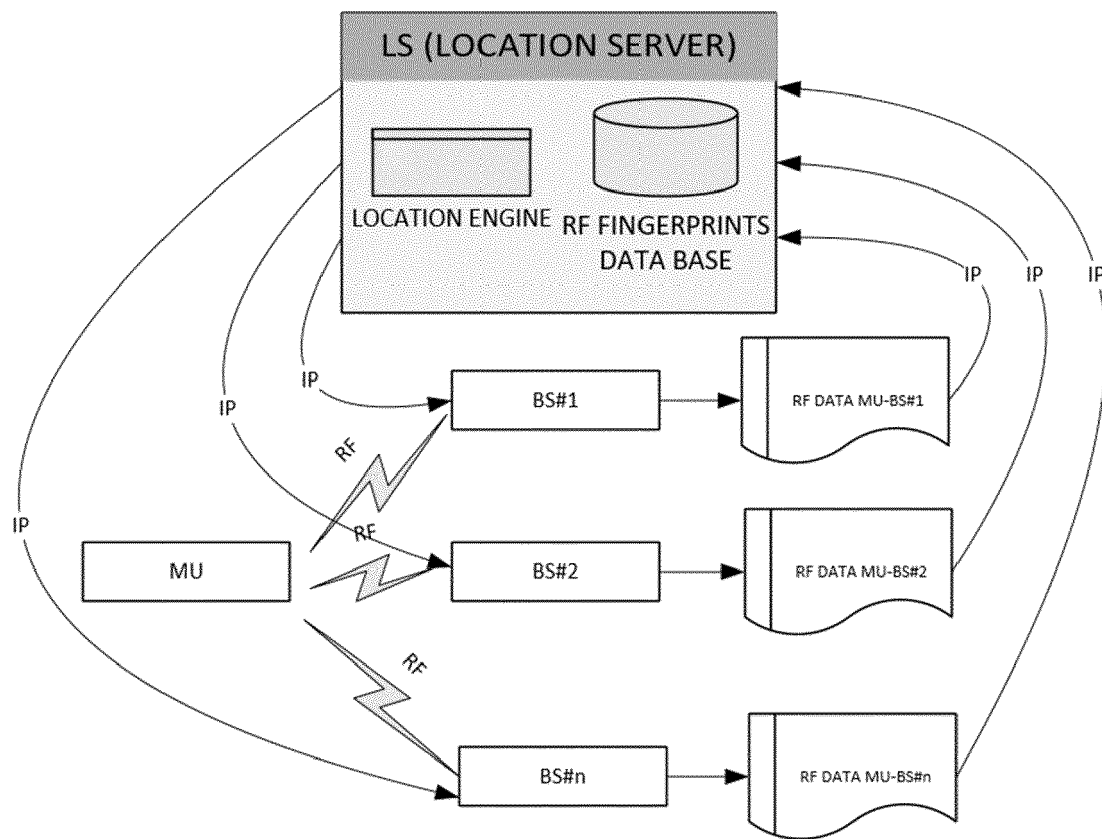 LS (LOCATION SERVER)
LOCATION ENGINE
RF FINGERPRINTS
DATA BASE
IP
IP
IP
IP
IP
IP
BS#1
RF DATA MU-BS#1
RF
RF
MU
BS#2
RF DATA MU-BS#2
RF
BS#n
RF DATA MU-BS#n